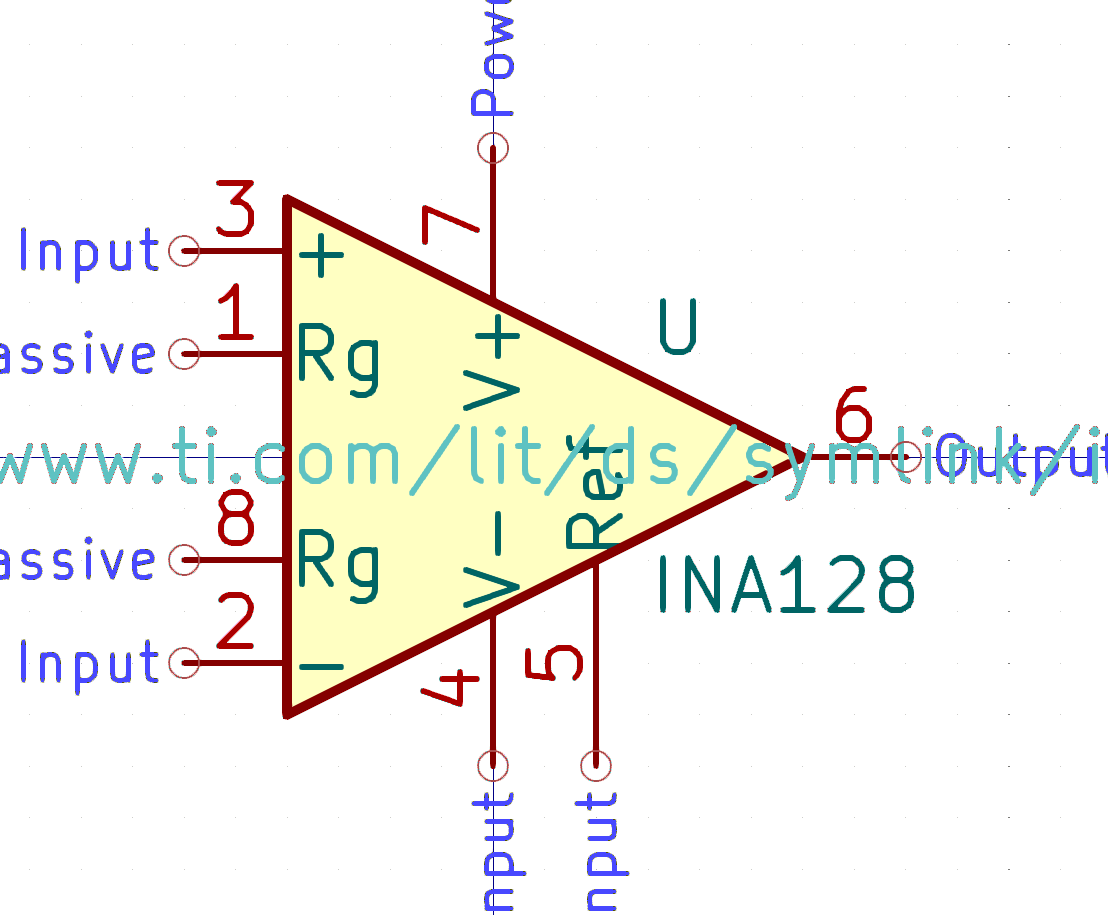 Powe
3
Input
+
7
1
assive
Rg
V+
U
6
www.ti.com/lit/ds/symlink/i
Output
Ref
8
assive
Rg
V-
INA128
2
Input
-
4
5
nput
nput